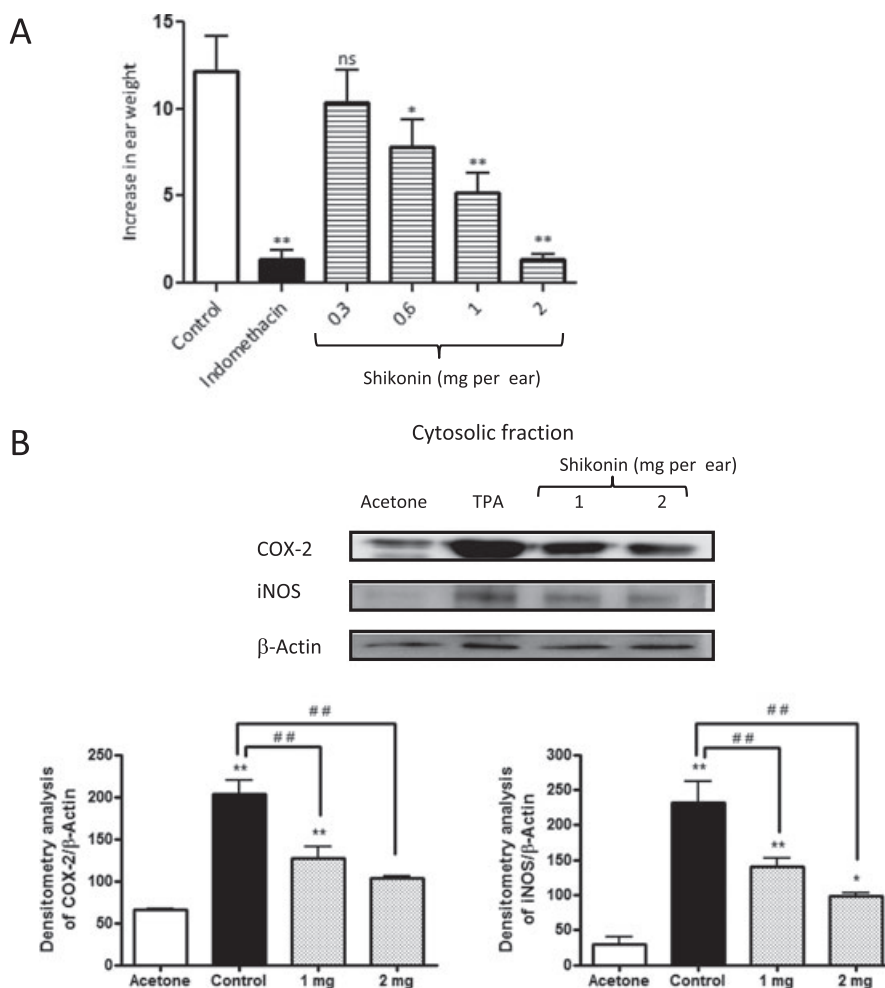 A
15
10
5
0
Increase in ear weight
ns
*
**
**
**
Control
Indomethacin
0.3
0.6
1
2
Shikonin (mg per ear)
B
Cytosolic fraction
Shikonin (mg per ear)
Acetone TPA 1 2
COX-2
iNOS
β-Actin
##
##
**
**
250
200
150
100
50
0
Densitometry analysis
of COX-2/β-Actin
Acetone Control 1 mg 2 mg
##
##
**
**
*
300
250
200
150
100
50
0
Densitometry analysis
of iNOS/β-Actin
Acetone Control 1 mg 2 mg